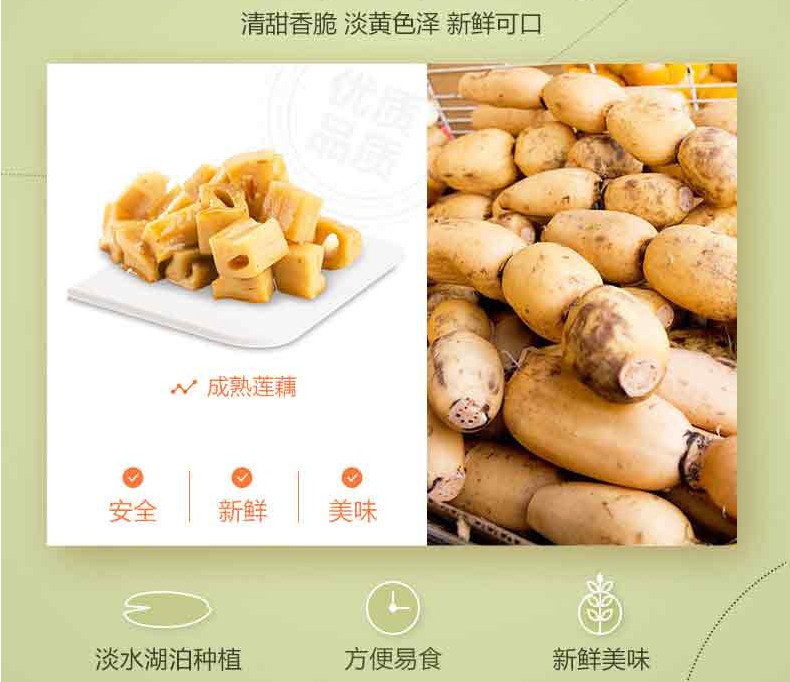 清甜香脆 淡黄色泽 新鲜可口
优质
品质
成熟莲藕
安全 新鲜 美味
淡水湖泊种植 方便易食 新鲜美味